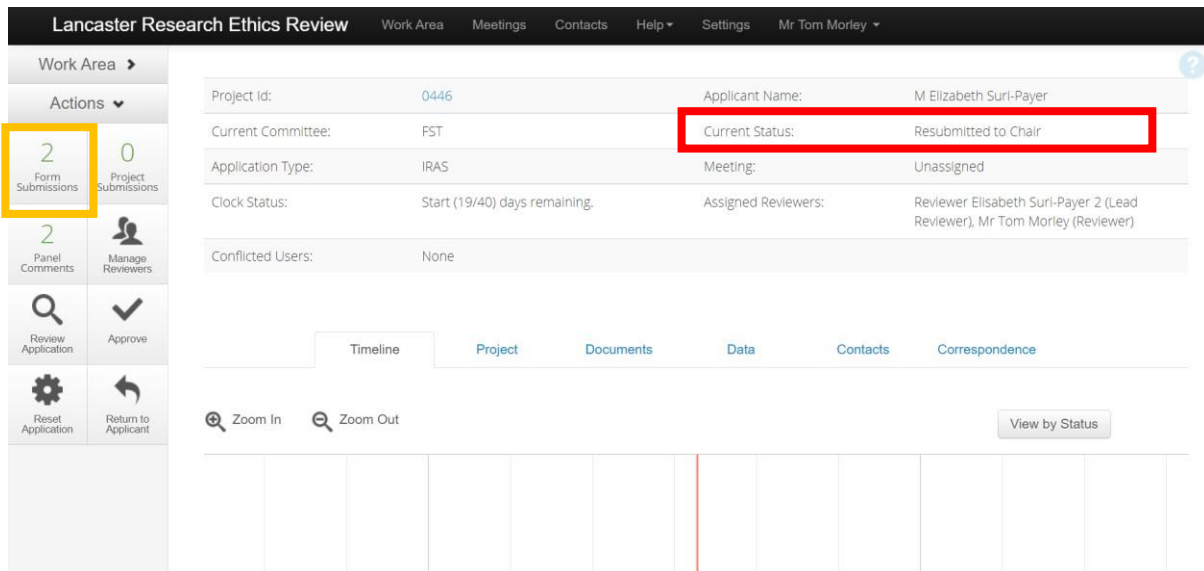 Lancaster Research Ethics Review Work Area Meetings Contacts Help Settings Mr Tom Morley
Work Area
Actions
2 0
Form Project
Submissions Submissions
2
Panel Manage
Comments Reviewers
Review Approve
Application
Reset Return to
Application Applicant
?
Project Id: 0446 Applicant Name: M Elizabeth Suri-Payer
Current Committee: FST Current Status: Resubmitted to Chair
Application Type: IRAS Meeting: Unassigned
Clock Status: Start (19/40) days remaining. Assigned Reviewers: Reviewer Elisabeth Suri-Payer 2 (Lead
Reviewer), Mr Tom Morley (Reviewer)
Conflicted Users: None
Timeline Project Documents Data Contacts Correspondence
Zoom In Zoom Out View by Status